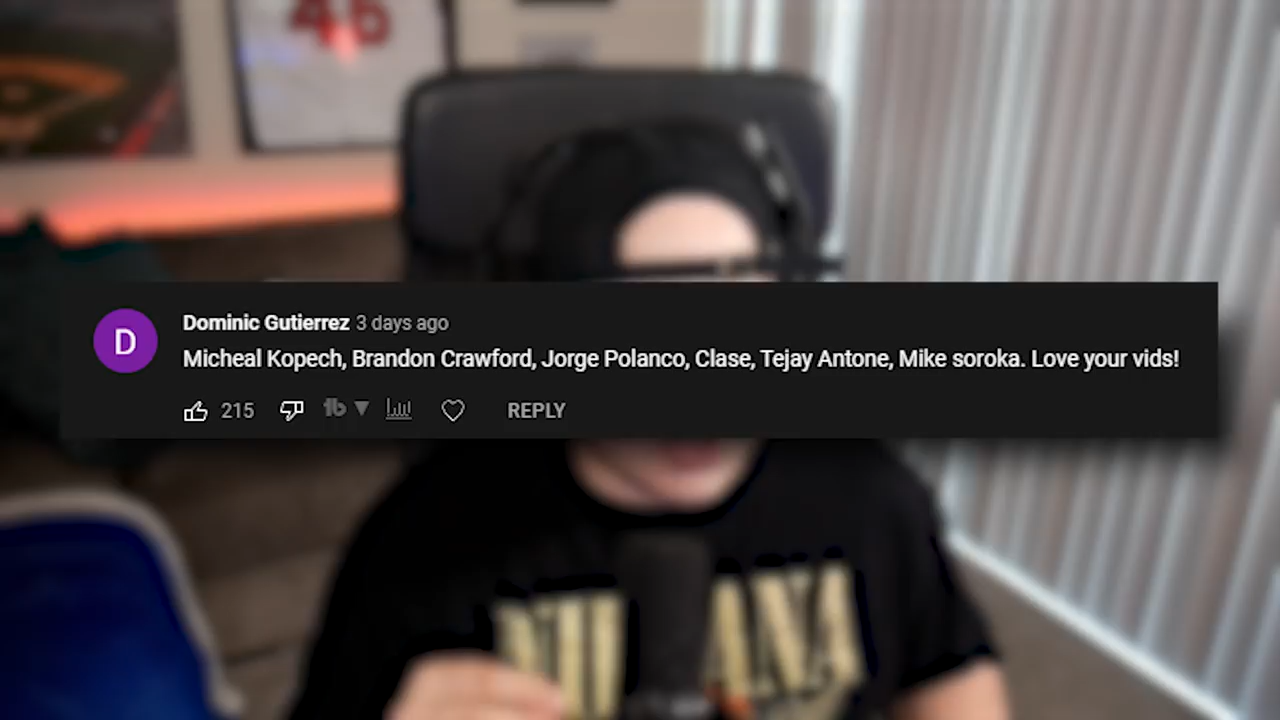 46
D
Dominic Gutierrez 3 days ago
Micheal Kopech, Brandon Crawford, Jorge Polanco, Clase, Tejay Antone, Mike soroka. Love your vids!
215 REPLY